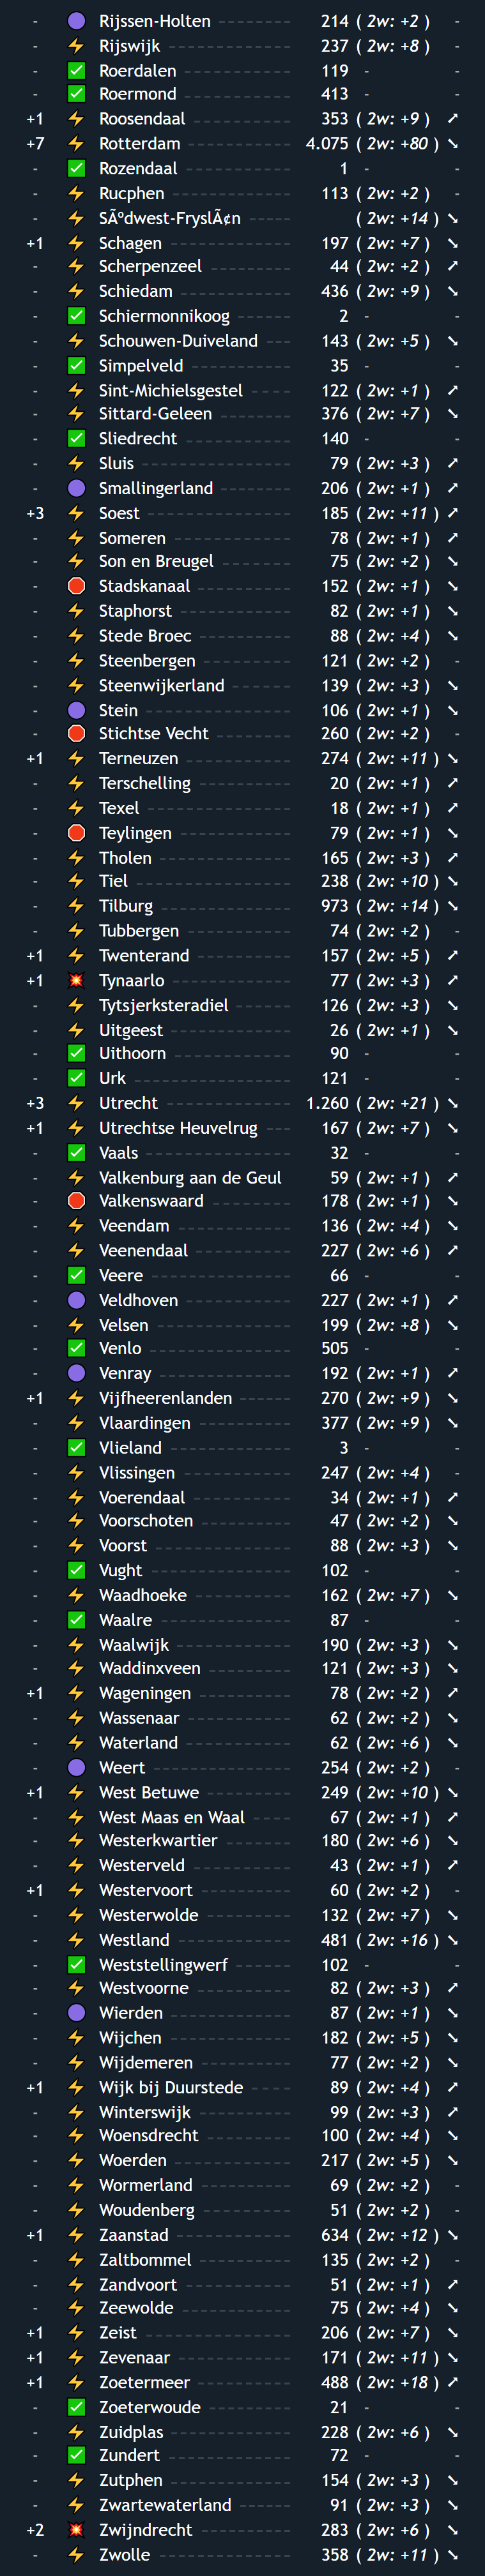 - Rijssen-Holten 214 ( 2w: +2 ) -
- Rijswijk 237 ( 2w: +8 ) -
- Roerdalen 119 - -
- Roermond 413 - -
+1 Roosendaal 353 ( 2w: +9 ) ➚
+7 Rotterdam 4.075 ( 2w: +80 ) ➘
- Rozendaal 1 - -
- Rucphen 113 ( 2w: +2 ) -
- SÃºdwest-FryslÃ¢n ( 2w: +14 ) ➘
+1 Schagen 197 ( 2w: +7 ) ➘
- Scherpenzeel 44 ( 2w: +2 ) ➚
- Schiedam 436 ( 2w: +9 ) ➘
- Schiermonnikoog 2 - -
- Schouwen-Duiveland 143 ( 2w: +5 ) ➘
- Simpelveld 35 - -
- Sint-Michielsgestel 122 ( 2w: +1 ) ➚
- Sittard-Geleen 376 ( 2w: +7 ) ➘
- Sliedrecht 140 - -
- Sluis 79 ( 2w: +3 ) ➚
- Smallingerland 206 ( 2w: +1 ) ➚
+3 Soest 185 ( 2w: +11 ) ➚
- Someren 78 ( 2w: +1 ) ➚
- Son en Breugel 75 ( 2w: +2 ) ➘
- Stadskanaal 152 ( 2w: +1 ) ➘
- Staphorst 82 ( 2w: +1 ) ➘
- Stede Broec 88 ( 2w: +4 ) ➘
- Steenbergen 121 ( 2w: +2 ) -
- Steenwijkerland 139 ( 2w: +3 ) ➘
- Stein 106 ( 2w: +1 ) ➘
- Stichtse Vecht 260 ( 2w: +2 ) -
+1 Terneuzen 274 ( 2w: +11 ) ➘
- Terschelling 20 ( 2w: +1 ) ➚
- Texel 18 ( 2w: +1 ) ➚
- Teylingen 79 ( 2w: +1 ) ➘
- Tholen 165 ( 2w: +3 ) ➚
- Tiel 238 ( 2w: +10 ) ➘
- Tilburg 973 ( 2w: +14 ) ➘
- Tubbergen 74 ( 2w: +2 ) -
+1 Twenterand 157 ( 2w: +5 ) ➚
+1 Tynaarlo 77 ( 2w: +3 ) ➚
- Tytsjerksteradiel 126 ( 2w: +3 ) ➘
- Uitgeest 26 ( 2w: +1 ) ➘
- Uithoorn 90 - -
- Urk 121 - -
+3 Utrecht 1.260 ( 2w: +21 ) ➘
+1 Utrechtse Heuvelrug 167 ( 2w: +7 ) ➘
- Vaals 32 - -
- Valkenburg aan de Geul 59 ( 2w: +1 ) ➚
- Valkenswaard 178 ( 2w: +1 ) ➘
- Veendam 136 ( 2w: +4 ) ➘
- Veenendaal 227 ( 2w: +6 ) ➚
- Veere 66 - -
- Veldhoven 227 ( 2w: +1 ) ➚
- Velsen 199 ( 2w: +8 ) ➘
- Venlo 505 - -
- Venray 192 ( 2w: +1 ) ➚
+1 Vijfheerenlanden 270 ( 2w: +9 ) ➘
- Vlaardingen 377 ( 2w: +9 ) ➘
- Vlieland 3 - -
- Vlissingen 247 ( 2w: +4 ) -
- Voerendaal 34 ( 2w: +1 ) ➚
- Voorschoten 47 ( 2w: +2 ) ➘
- Voorst 88 ( 2w: +3 ) ➘
- Vught 102 - -
- Waadhoeke 162 ( 2w: +7 ) ➘
- Waalre 87 - -
- Waalwijk 190 ( 2w: +3 ) ➘
- Waddinxveen 121 ( 2w: +3 ) ➘
+1 Wageningen 78 ( 2w: +2 ) ➚
- Wassenaar 62 ( 2w: +2 ) ➘
- Waterland 62 ( 2w: +6 ) ➘
- Weert 254 ( 2w: +2 ) -
+1 West Betuwe 249 ( 2w: +10 ) ➘
- West Maas en Waal 67 ( 2w: +1 ) ➚
- Westerkwartier 180 ( 2w: +6 ) ➘
- Westerveld 43 ( 2w: +1 ) ➚
+1 Westervoort 60 ( 2w: +2 ) -
- Westerwolde 132 ( 2w: +7 ) ➘
- Westland 481 ( 2w: +16 ) ➘
- Weststellingwerf 102 - -
- Westvoorne 82 ( 2w: +3 ) ➚
- Wierden 87 ( 2w: +1 ) ➘
- Wijchen 182 ( 2w: +5 ) ➘
- Wijdemeren 77 ( 2w: +2 ) ➘
+1 Wijk bij Duurstede 89 ( 2w: +4 ) ➚
- Winterswijk 99 ( 2w: +3 ) ➚
- Woensdrecht 100 ( 2w: +4 ) ➘
- Woerden 217 ( 2w: +5 ) ➘
- Wormerland 69 ( 2w: +2 ) -
- Woudenberg 51 ( 2w: +2 ) -
+1 Zaanstad 634 ( 2w: +12 ) ➘
- Zaltbommel 135 ( 2w: +2 ) -
- Zandvoort 51 ( 2w: +1 ) ➚
- Zeewolde 75 ( 2w: +4 ) ➘
+1 Zeist 206 ( 2w: +7 ) ➘
+1 Zevenaar 171 ( 2w: +11 ) ➘
+1 Zoetermeer 488 ( 2w: +18 ) ➚
- Zoeterwoude 21 - -
- Zuidplas 228 ( 2w: +6 ) ➘
- Zundert 72 - -
- Zutphen 154 ( 2w: +3 ) ➘
- Zwartewaterland 91 ( 2w: +3 ) ➘
+2 Zwijndrecht 283 ( 2w: +6 ) ➘
- Zwolle 358 ( 2w: +11 ) ➘